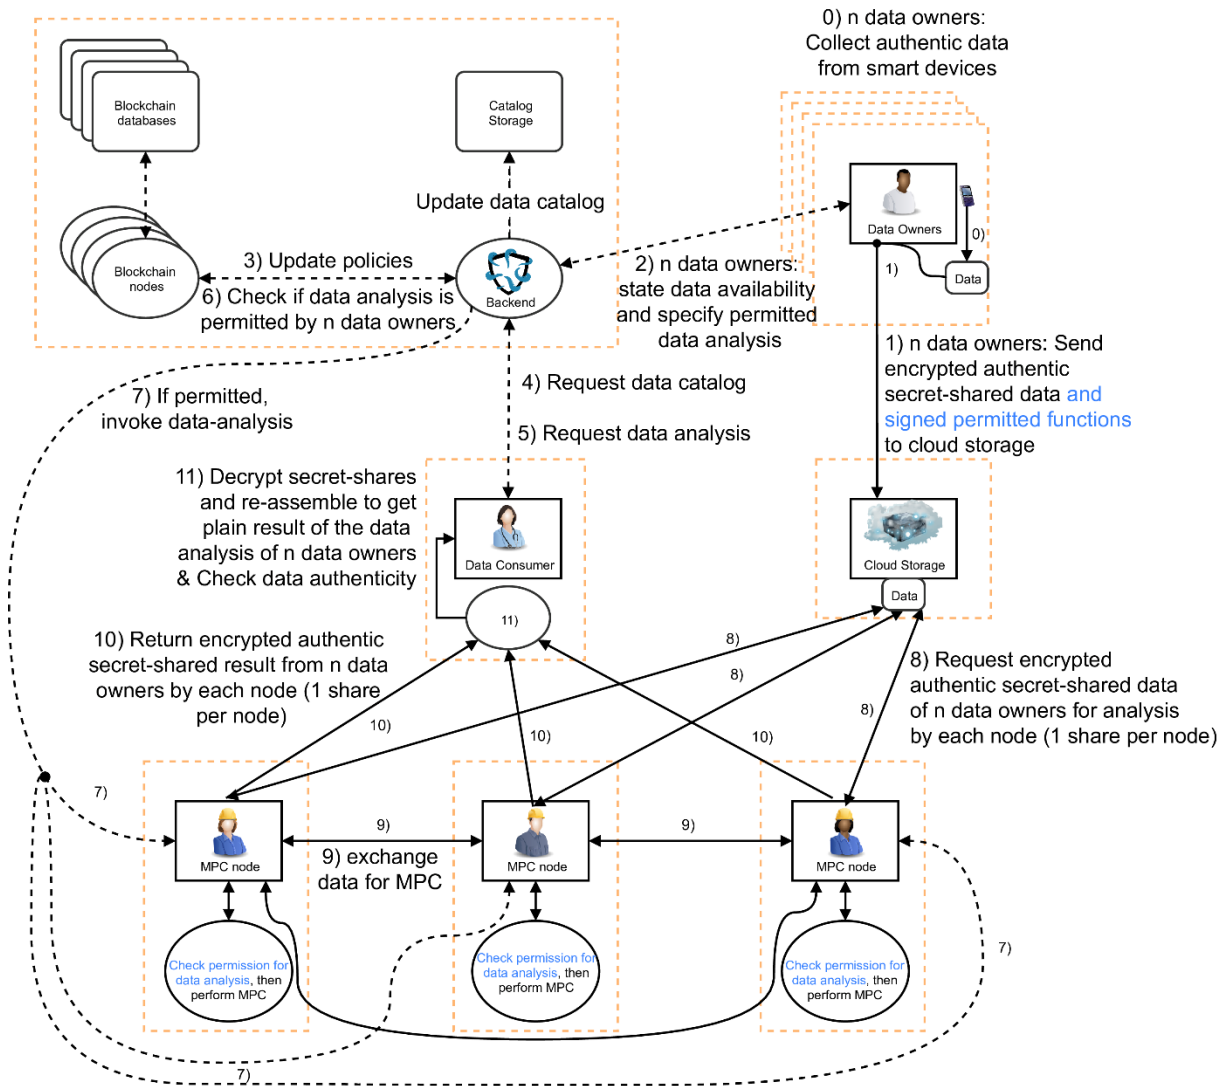 0) n data owners:
Collect authentic data
from smart devices
Blockchain
databases
Catalog
Storage
Update data catalog
Data Owners
0)
1)
Data
Blockchain
nodes
3) Update policies
6) Check if data analysis is
permitted by n data owners
Backend
2) n data owners:
state data availability
and specify permitted
data analysis
1) n data owners: Send
encrypted authentic
secret-shared data and
signed permitted functions
to cloud storage
7) If permitted,
invoke data-analysis
4) Request data catalog
5) Request data analysis
11) Decrypt secret-shares
and re-assemble to get
plain result of the data
analysis of n data owners
& Check data authenticity
Data Consumer
11)
Cloud Storage
Data
10) Return encrypted authentic
secret-shared result from n data
owners by each node (1 share
per node)
8)
8)
8)
8) Request encrypted
authentic secret-shared data
of n data owners for analysis
by each node (1 share per node)
10)
10)
10)
7)
MPC node
9)
9) exchange
data for MPC
MPC node
9)
MPC node
Check permission for
data analysis, then
perform MPC
Check permission for
data analysis, then
perform MPC
Check permission for
data analysis, then
perform MPC
7)
7)